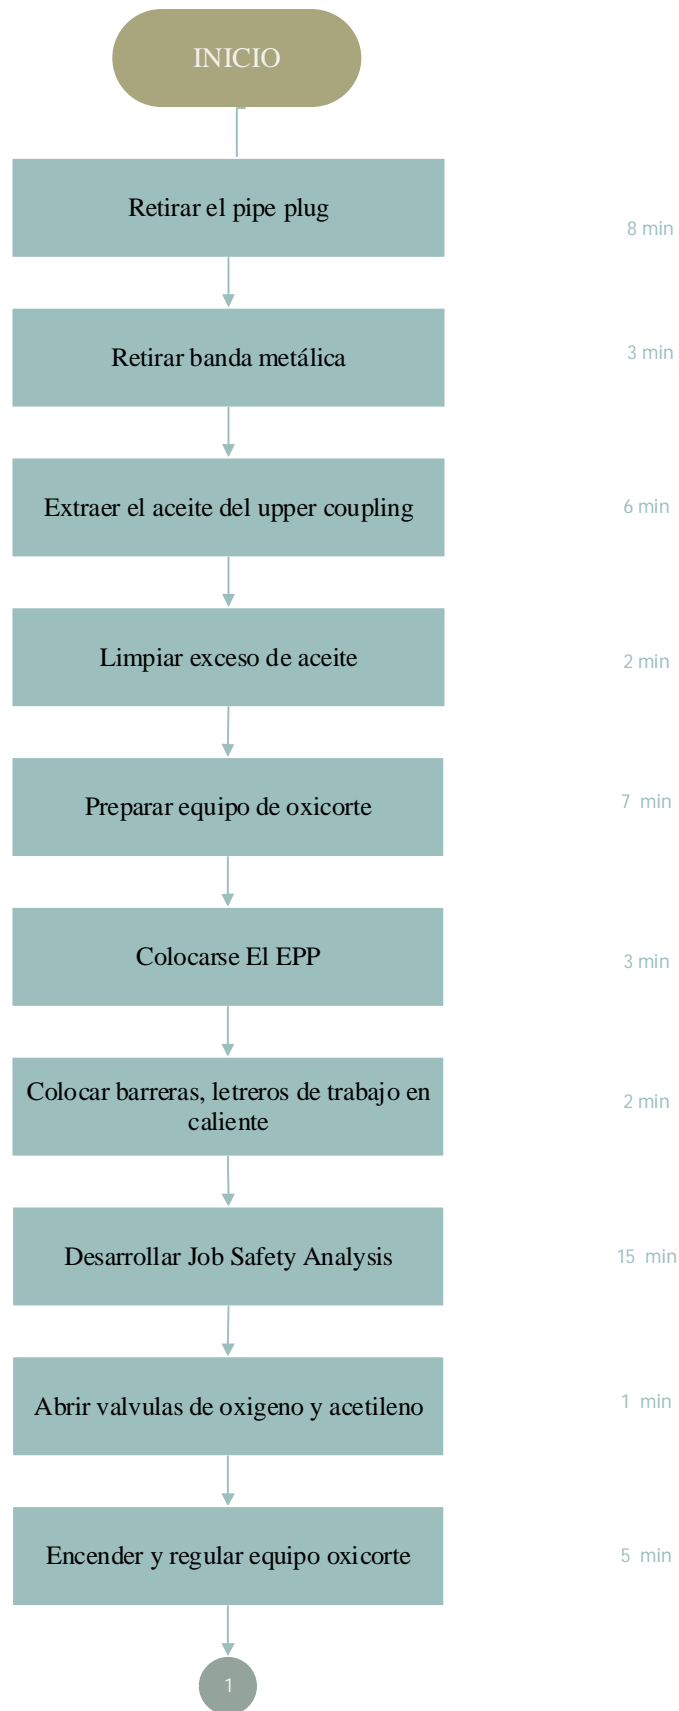 INICIO
Retirar el pipe plug
8 min
Retirar banda metálica
3 min
Extraer el aceite del upper coupling
6 min
Limpiar exceso de aceite
2 min
Preparar equipo de oxicorte
7 min
Colocarse El EPP
3 min
Colocar barreras, letreros de trabajo en
caliente
2 min
Desarrollar Job Safety Analysis
15 min
Abrir valvulas de oxigeno y acetileno
1 min
Encender y regular equipo oxicorte
5 min
1